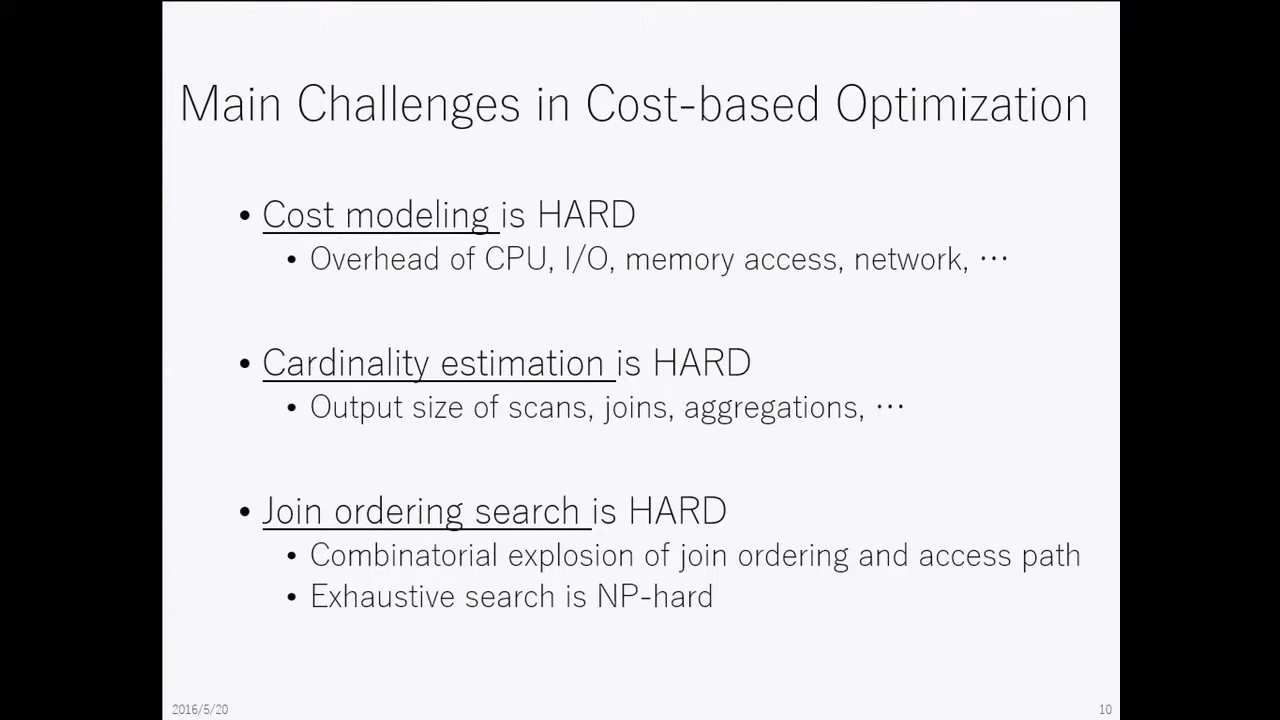 Main Challenges in Cost-based Optimization
• Cost modeling is HARD
• Overhead of CPU, I/O, memory access, network, ⋯
• Cardinality estimation is HARD
• Output size of scans, joins, aggregations, ⋯
• Join ordering search is HARD
• Combinatorial explosion of join ordering and access path
• Exhaustive search is NP-hard
2016/5/20
10